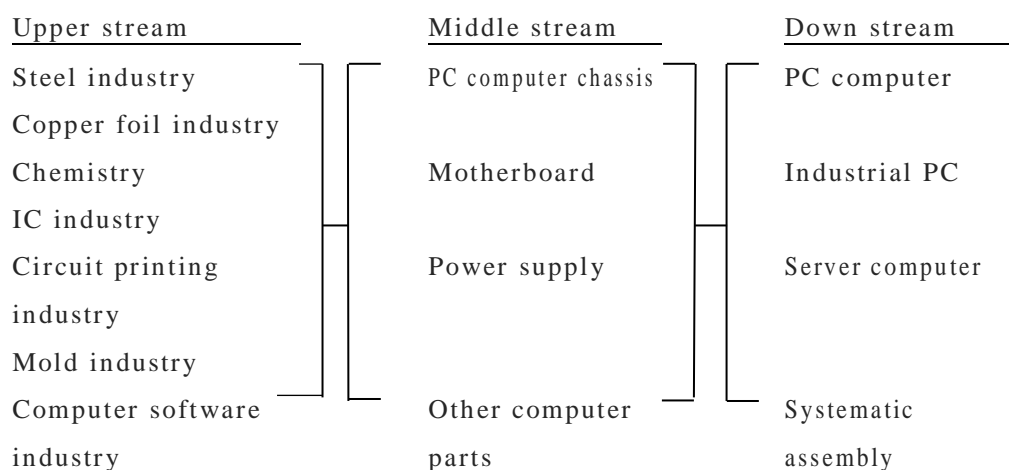 Upper stream Middle stream Down stream
Steel industry PC computer chassis PC computer
Copper foil industry
Chemistry Motherboard Industrial PC
IC industry
Circuit printing Power supply Server computer
industry
Mold industry
Computer software Other computer Systematic
industry parts assembly